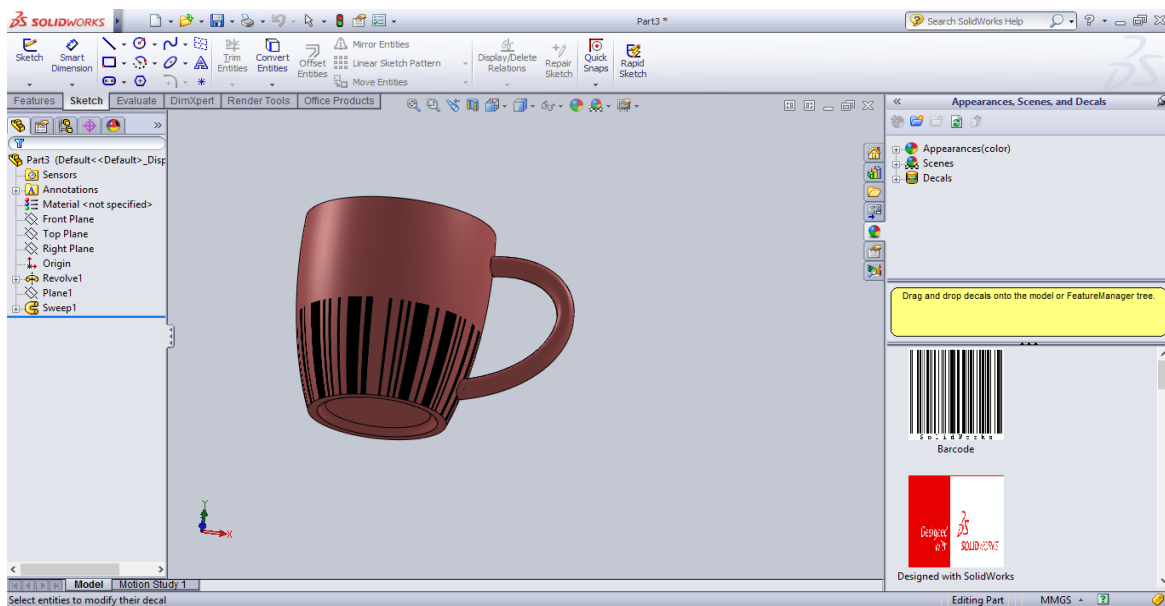 SOLIDWORKS
Part3 *
Search SolidWorks Help
Sketch
Smart Dimension
Trim Entities
Convert Entities
Offset Entities
Mirror Entities
Linear Sketch Pattern
Move Entities
Display/Delete Relations
Repair Sketch
Quick Snaps
Rapid Sketch
Features Sketch Evaluate DimXpert Render Tools Office Products
Appearances, Scenes, and Decals
Part3 (Default<<Default>_Disp
Sensors
Annotations
Material <not specified>
Front Plane
Top Plane
Right Plane
Origin
Revolve1
Plane1
Sweep1
Y
X
Appearances(color)
Scenes
Decals
Drag and drop decals onto the model or FeatureManager tree.
SolidWorks
Barcode
Designed with
SOLIDWORKS
Designed with SolidWorks
Model Motion Study 1
Select entities to modify their decal
Editing Part MMGS